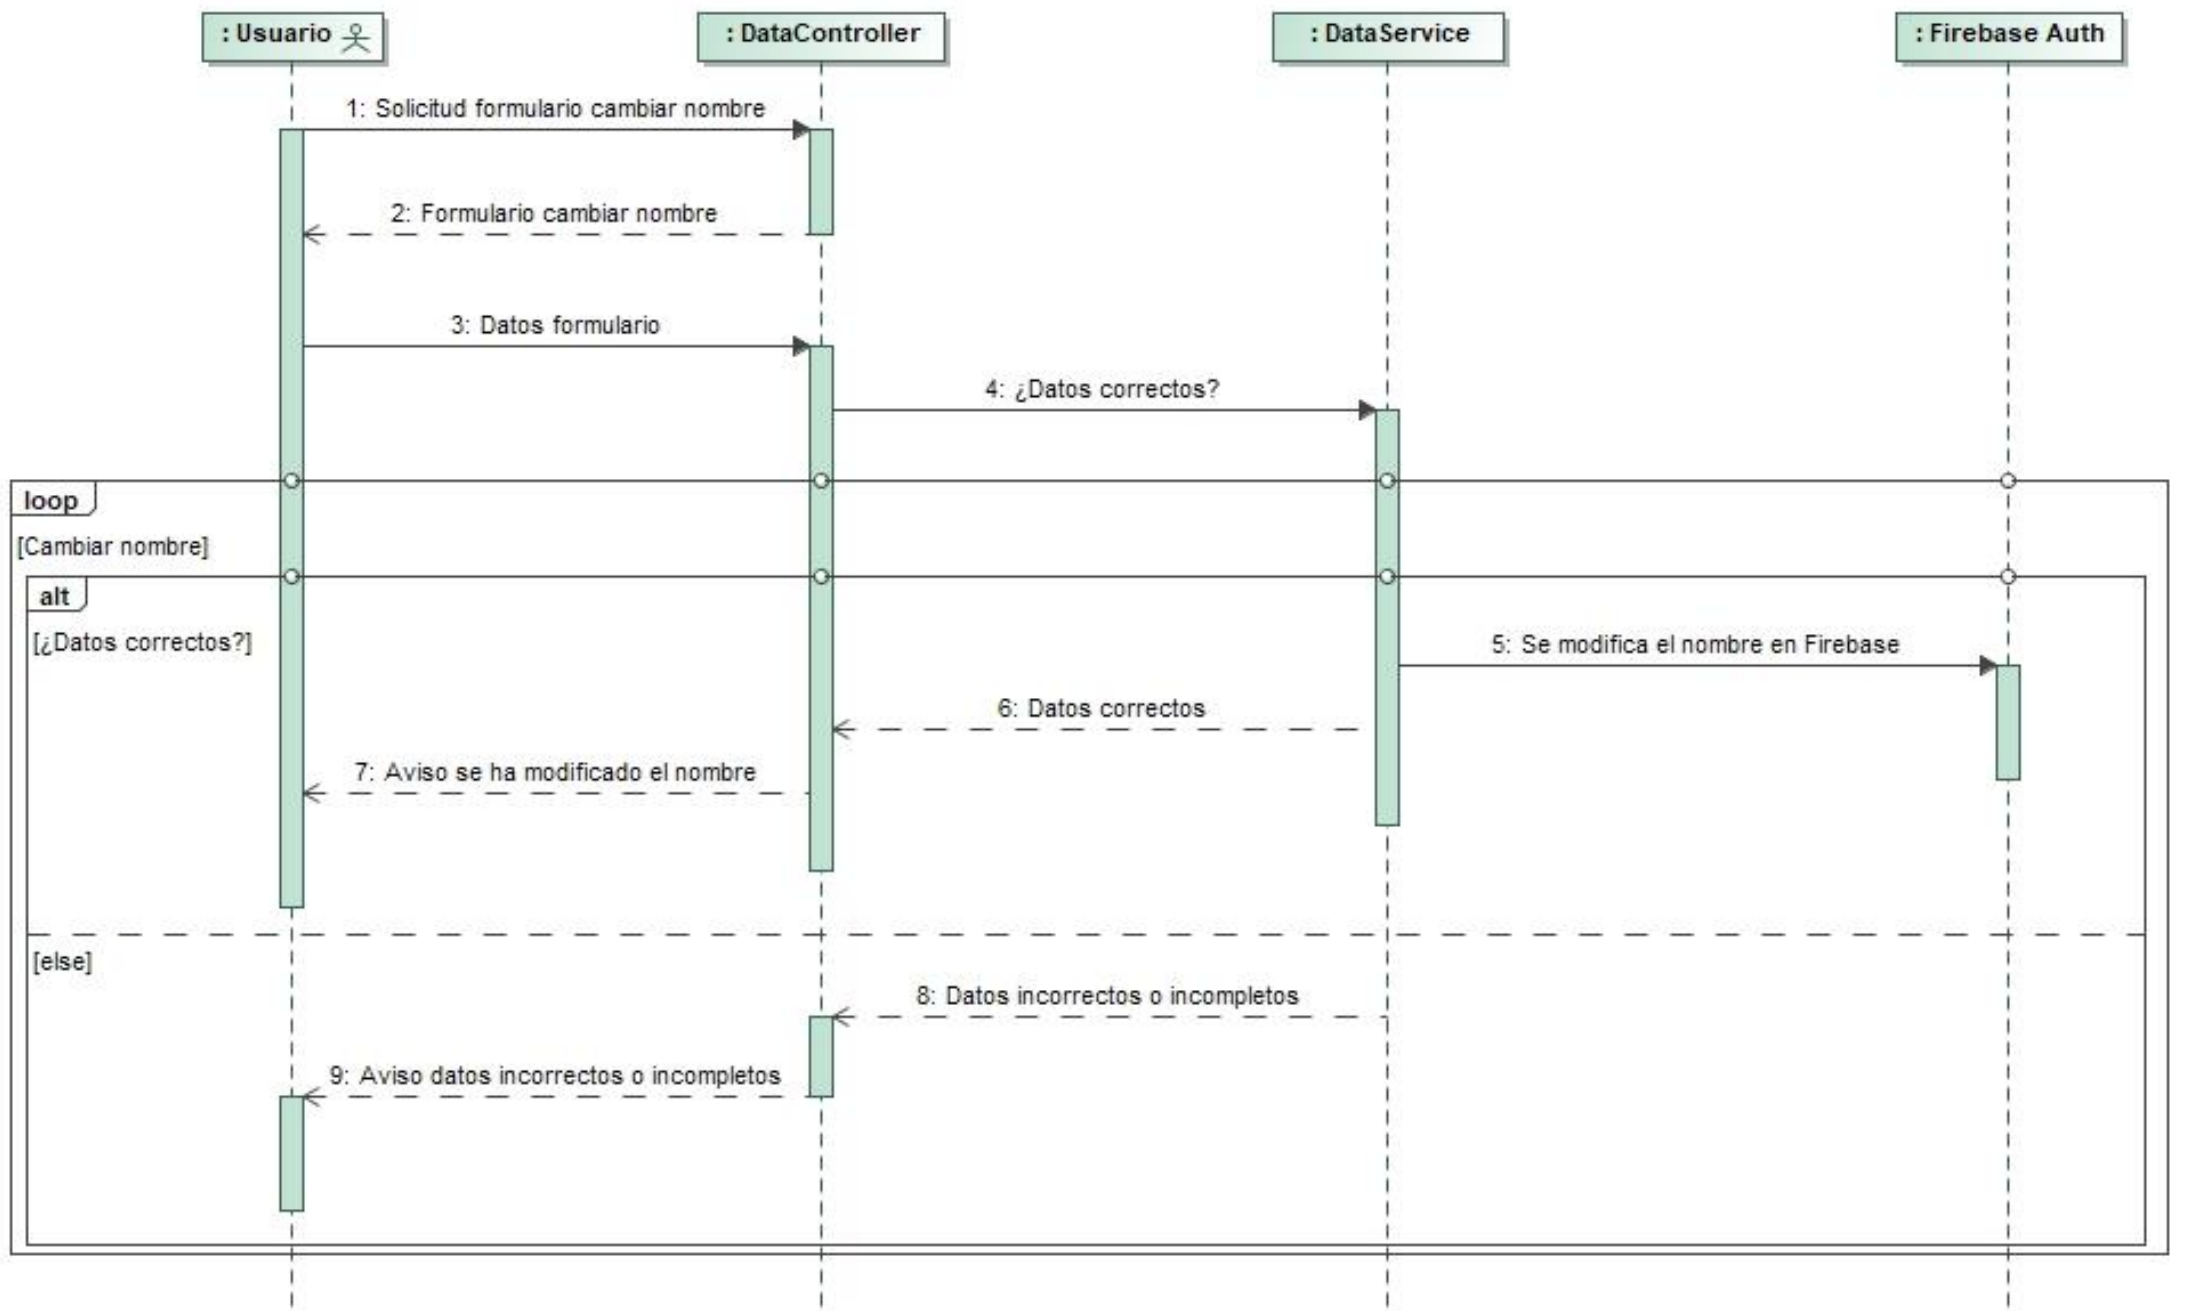 : Usuario
: DataController
: DataService
: Firebase Auth
1: Solicitud formulario cambiar nombre
2: Formulario cambiar nombre
3: Datos formulario
4: ¿Datos correctos?
loop
[Cambiar nombre]
alt
[¿Datos correctos?]
5: Se modifica el nombre en Firebase
6: Datos correctos
7: Aviso se ha modificado el nombre
[else]
8: Datos incorrectos o incompletos
9: Aviso datos incorrectos o incompletos